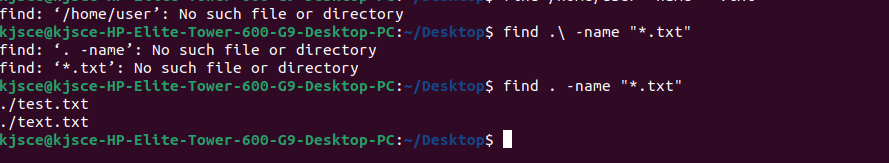 find: ‘/home/user’: No such file or directory
kjsce@kjsce-HP-Elite-Tower-600-G9-Desktop-PC:~/Desktop$ find .\ -name "*.txt"
find: ‘. -name’: No such file or directory
find: ‘*.txt’: No such file or directory
kjsce@kjsce-HP-Elite-Tower-600-G9-Desktop-PC:~/Desktop$ find . -name "*.txt"
./test.txt
./text.txt
kjsce@kjsce-HP-Elite-Tower-600-G9-Desktop-PC:~/Desktop$